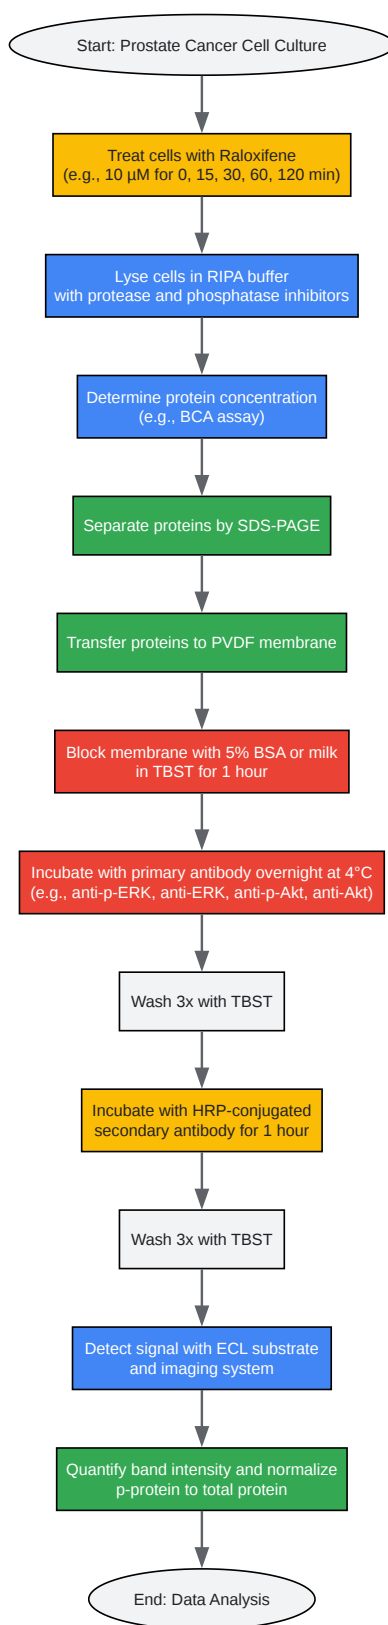 Start: Prostate Cancer Cell Culture
Treat cells with Raloxifene
(e.g., 10 µM for 0, 15, 30, 60, 120 min)
Lyse cells in RIPA buffer
with protease and phosphatase inhibitors
Determine protein concentration
(e.g., BCA assay)
Separate proteins by SDS-PAGE
Transfer proteins to PVDF membrane
Block membrane with 5% BSA or milk
in TBST for 1 hour
Incubate with primary antibody overnight at 4°C
(e.g., anti-p-ERK, anti-ERK, anti-p-Akt, anti-Akt)
Wash 3x with TBST
Incubate with HRP-conjugated
secondary antibody for 1 hour
Wash 3x with TBST
Detect signal with ECL substrate
and imaging system
Quantify band intensity and normalize
p-protein to total protein
End: Data Analysis